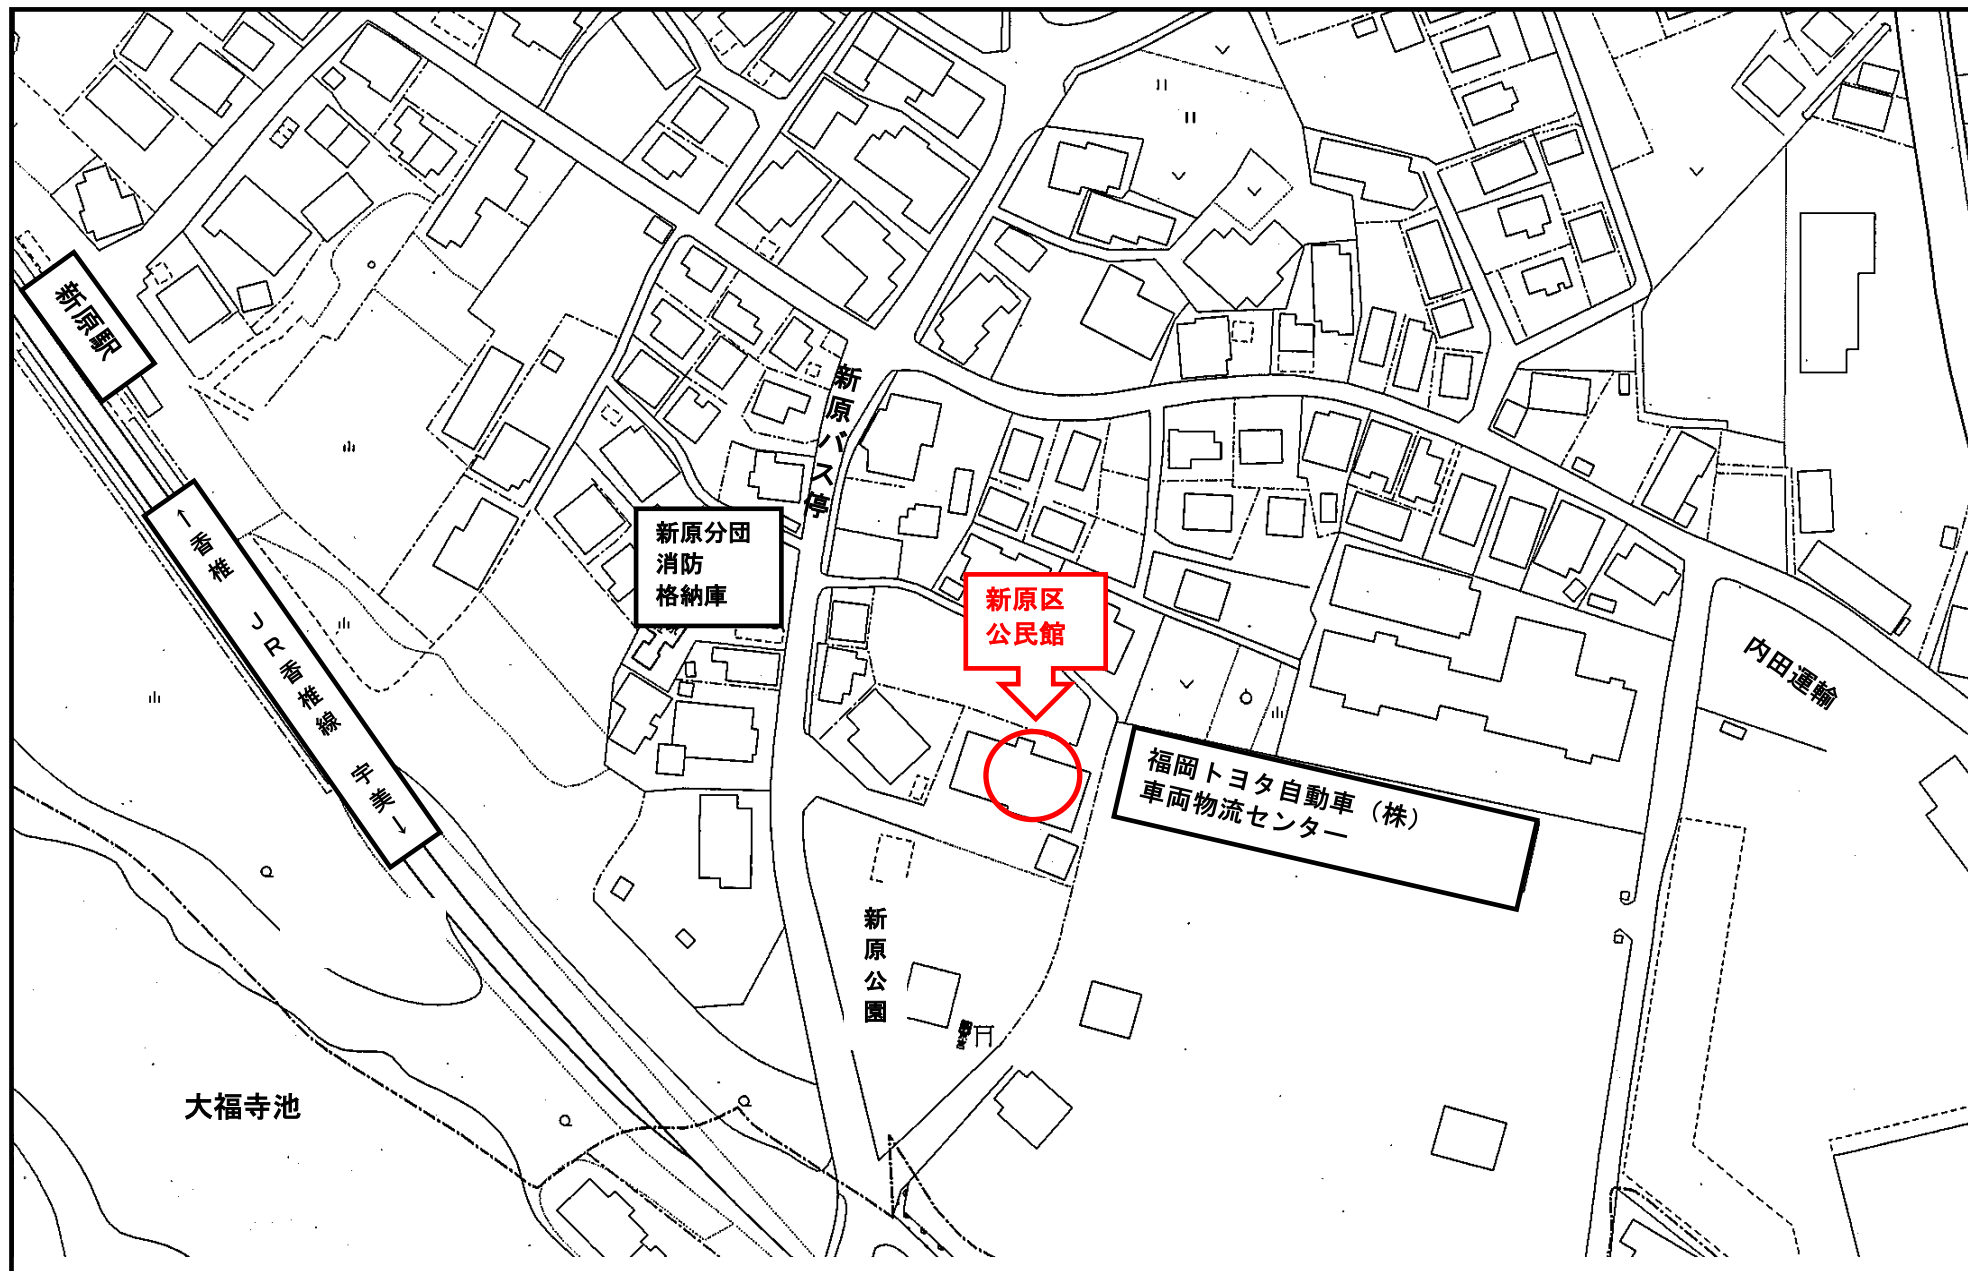 新原駅
新原バス停
←香椎 JR香椎線 宇美→
新原分団
消防
格納庫
新原区
公民館
内田運輸
福岡トヨタ自動車（株）
車両物流センター
新原公園
大福寺池